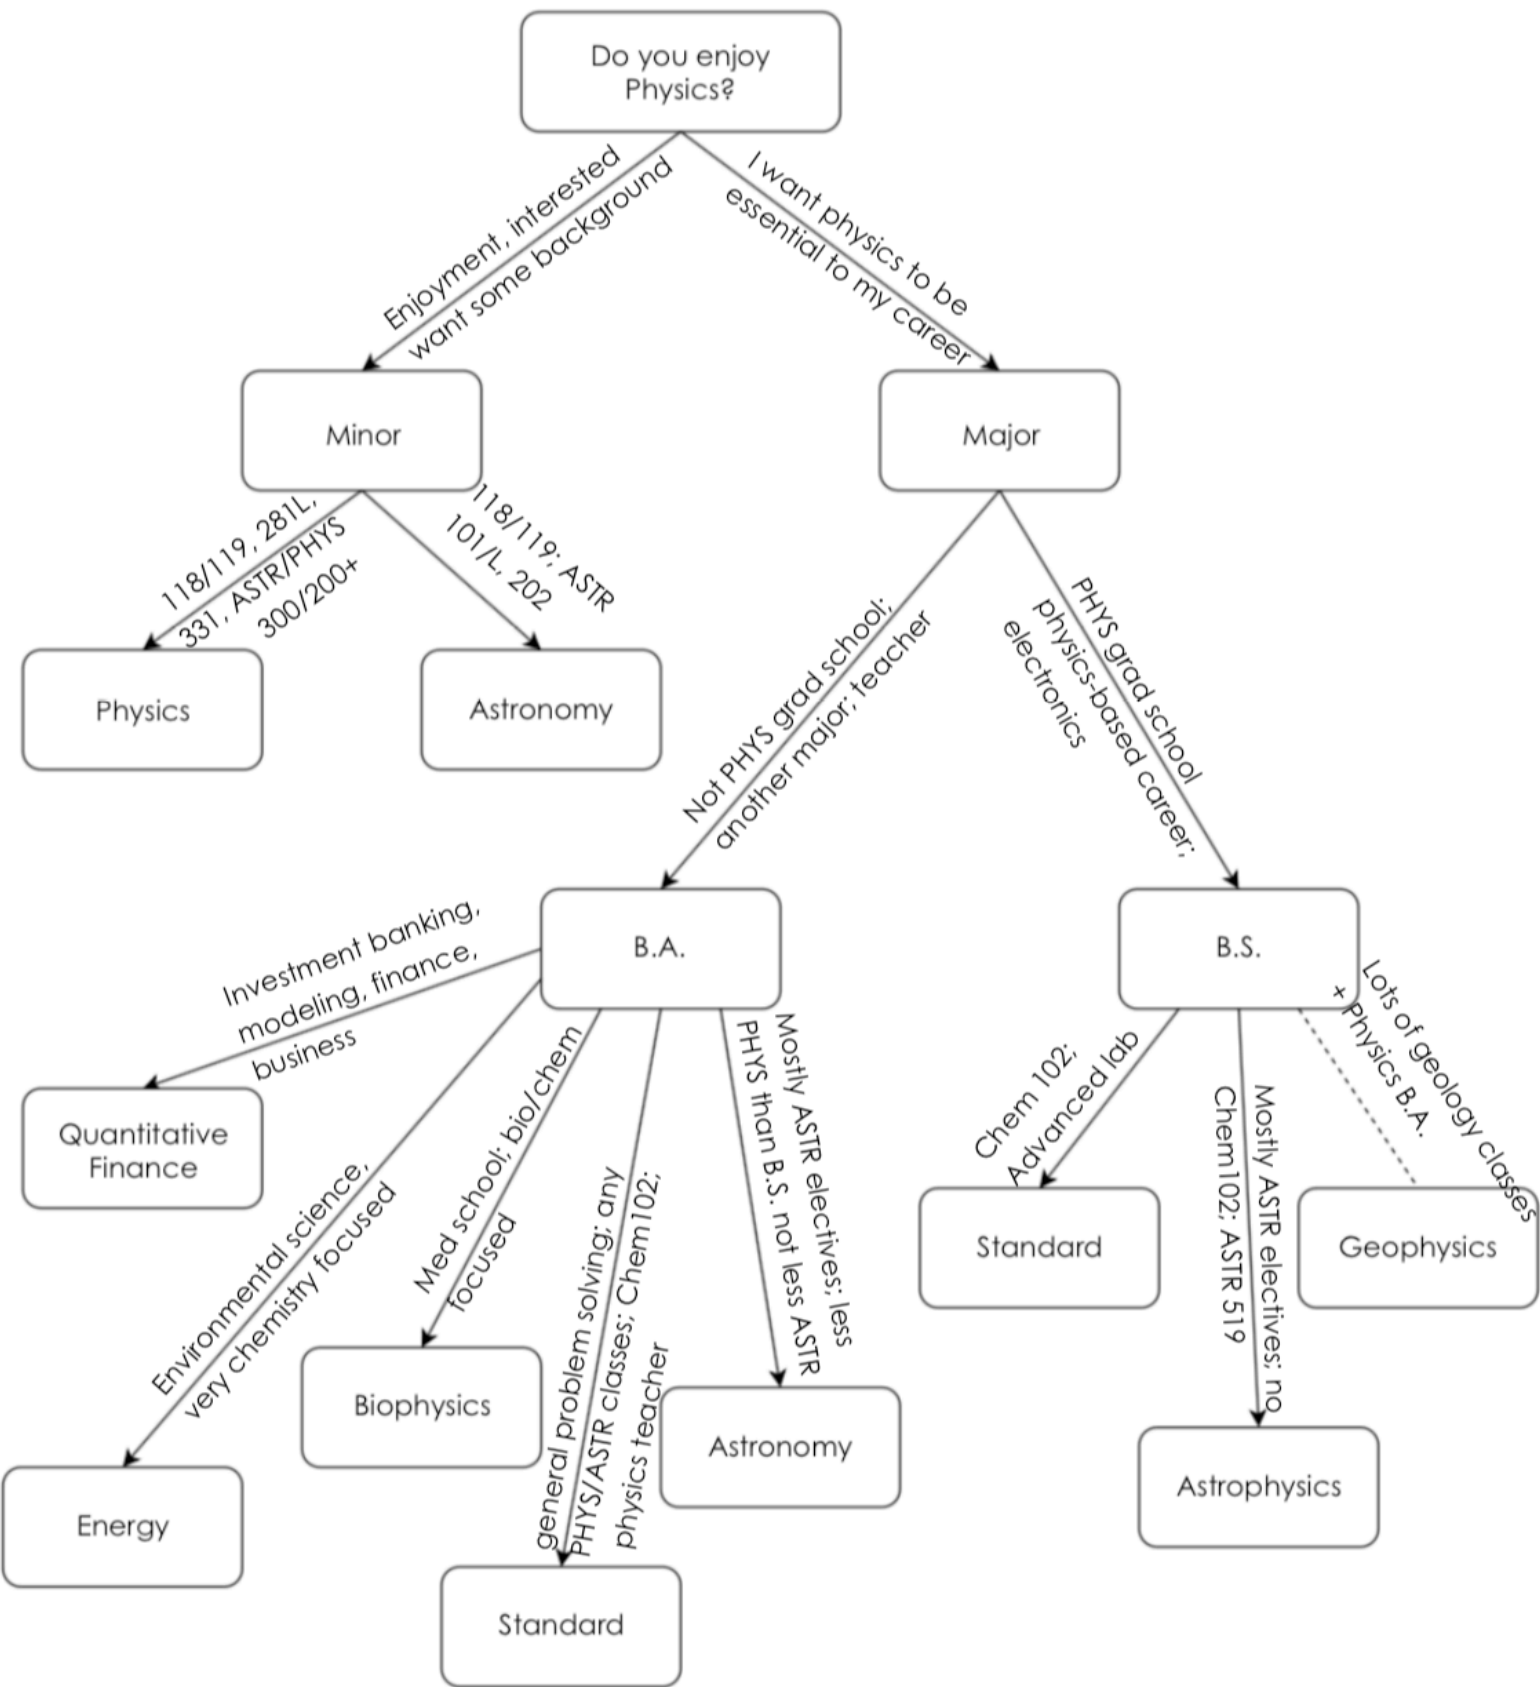 Do you enjoy
Physics?
Enjoyment, interested
want some background
I want physics to be
essential to my career
Minor
Major
118/119, 281L,
331, ASTR/PHYS
300/200+
118/119; ASTR
101/L, 202
Physics
Astronomy
Not PHYS grad school;
another major; teacher
PHYS grad school
physics-based career;
electronics
B.A.
B.S.
Investment banking,
modeling, finance,
business
Quantitative
Finance
Environmental science,
very chemistry focused
Energy
Med school; bio/chem
focused
Biophysics
general problem solving; any
PHYS/ASTR classes; Chem102;
physics teacher
Standard
Mostly ASTR electives; less
PHYS than B.S. not less ASTR
Astronomy
Chem 102;
Advanced lab
Standard
Mostly ASTR electives; no
Chem102; ASTR 519
Astrophysics
Lots of geology classes
+ Physics B.A.
Geophysics